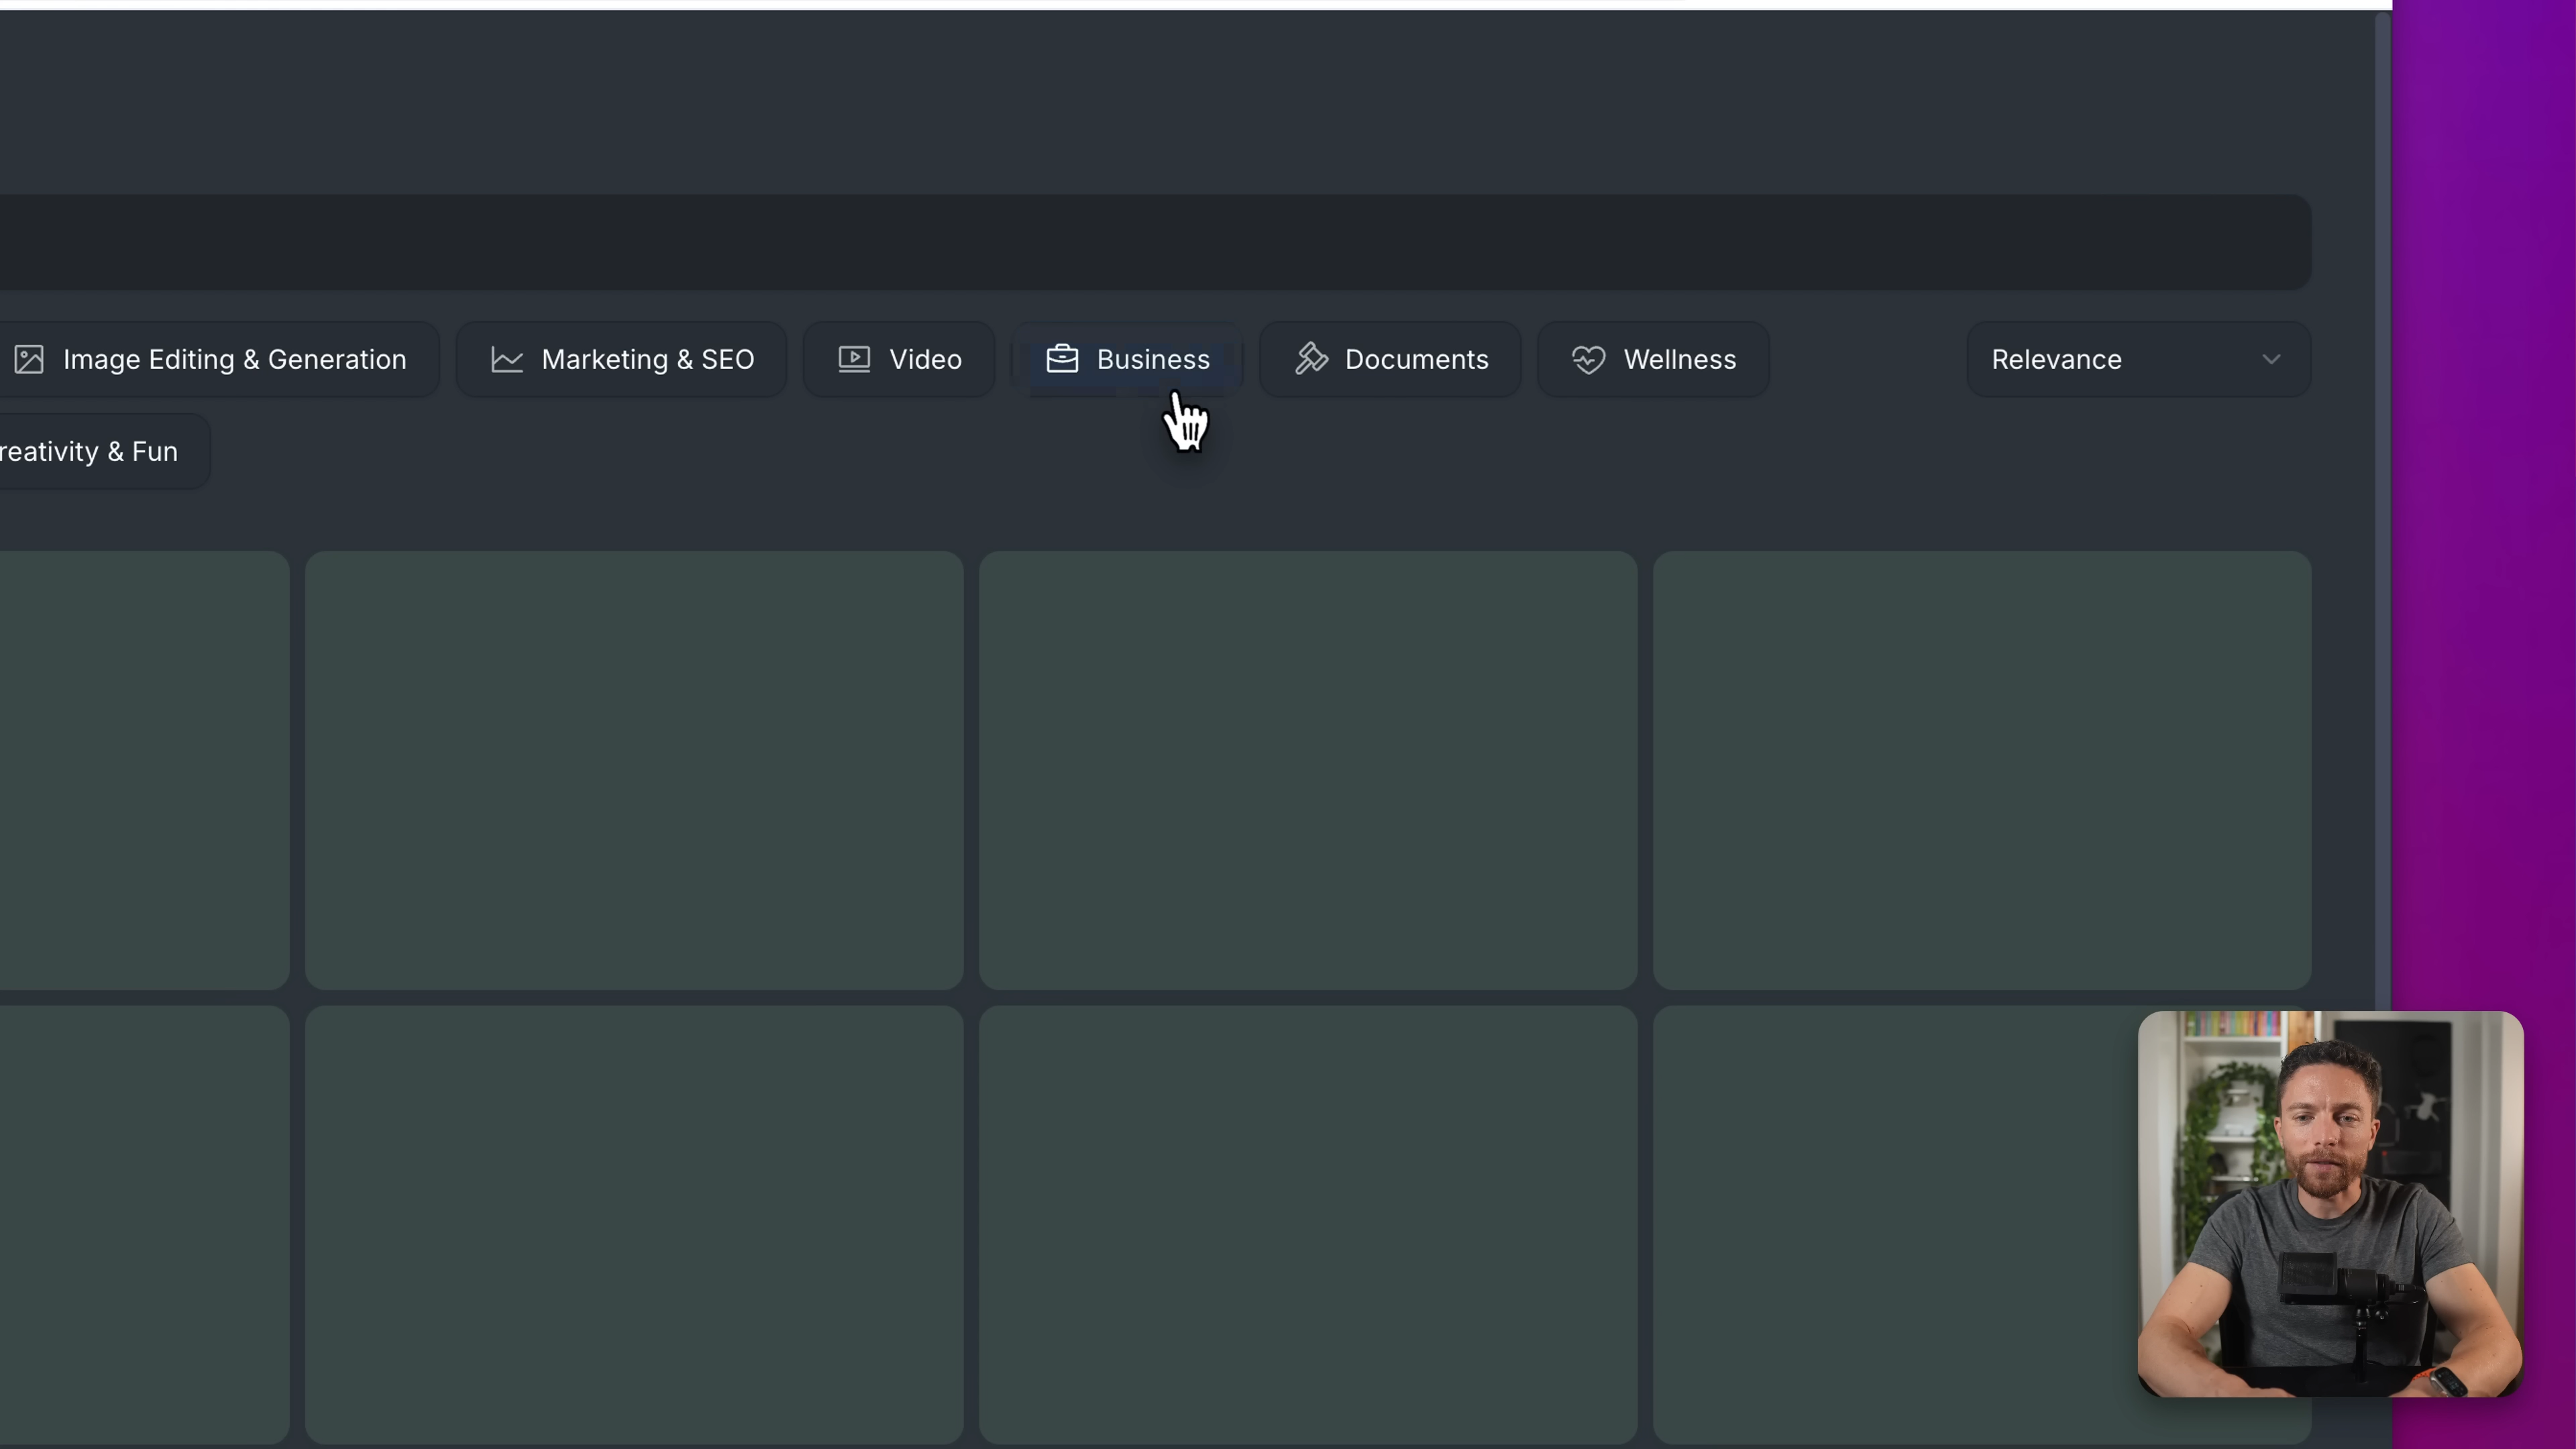 Image Editing & Generation
Marketing & SEO
Video
Business
Documents
Wellness
Relevance
reativity & Fun